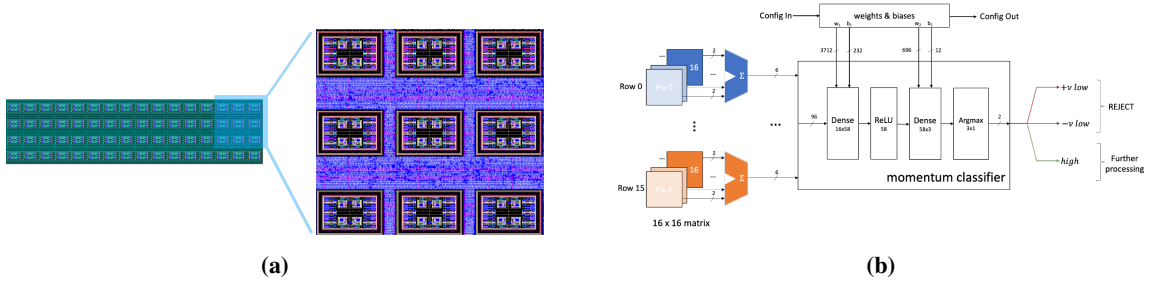 Config In
weights & biases
Config Out
w₁ b₁ w₂ b₂
3712 232 696 12
2
16
Pix 0
2
Σ
6
Row 0
96
Dense
16x58
ReLU
58
Dense
58x3
Argmax
3x1
2
momentum classifier
+v low
−v low
high
REJECT
Further
processing
2
16
Pix 0
2
Σ
6
Row 15
16 x 16 matrix
(a)
(b)